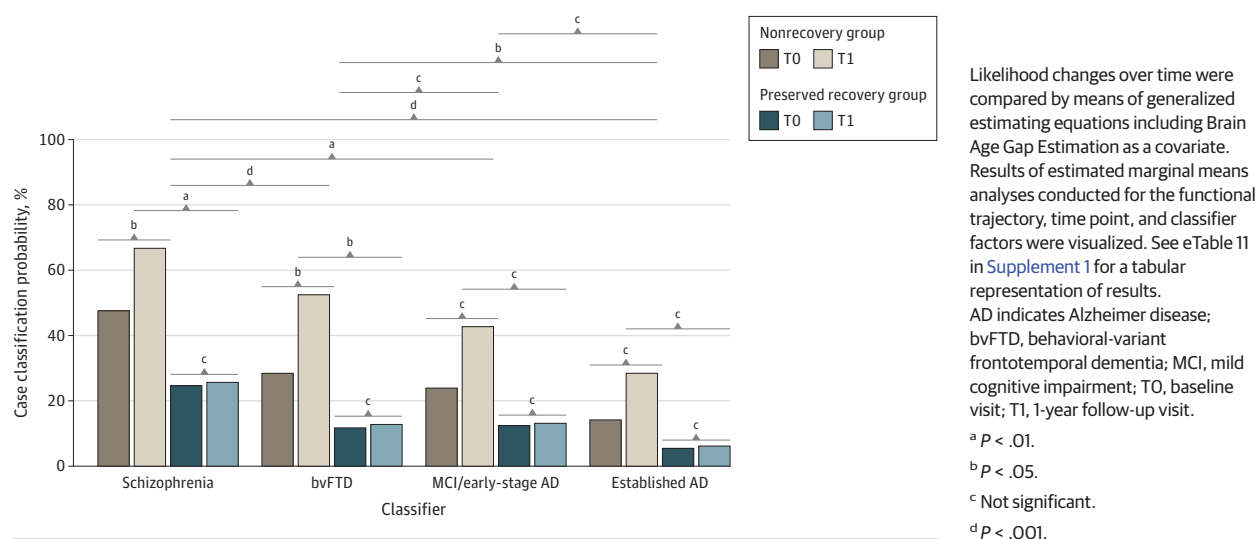 c
b
c
d
a
d
a
b
b
b
c
c
c
c
c
c
c
c
100
80
60
40
20
0
Case classification probability, %
Schizophrenia
bvFTD
MCI/early-stage AD
Established AD
Classifier
Nonrecovery group
T0 T1
Preserved recovery group
T0 T1
Likelihood changes over time were
compared by means of generalized
estimating equations including Brain
Age Gap Estimation as a covariate.
Results of estimated marginal means
analyses conducted for the functional
trajectory, time point, and classifier
factors were visualized. See eTable 11
in Supplement 1 for a tabular
representation of results.
AD indicates Alzheimer disease;
bvFTD, behavioral-variant
frontotemporal dementia; MCI, mild
cognitive impairment; T0, baseline
visit; T1, 1-year follow-up visit.
a P < .01.
b P < .05.
c Not significant.
d P < .001.